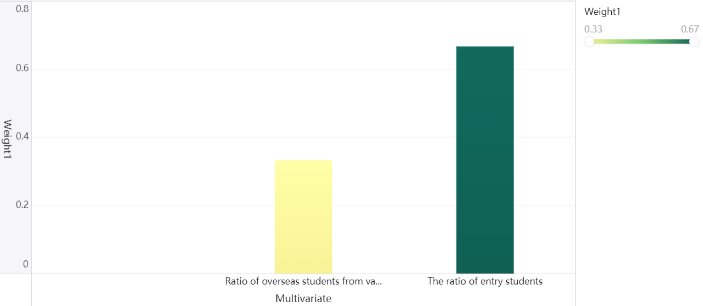 0.8
0.6
0.4
0.2
0
Weight1
Ratio of overseas students from va...
The ratio of entry students
Multivariate
Weight1
0.33 0.67